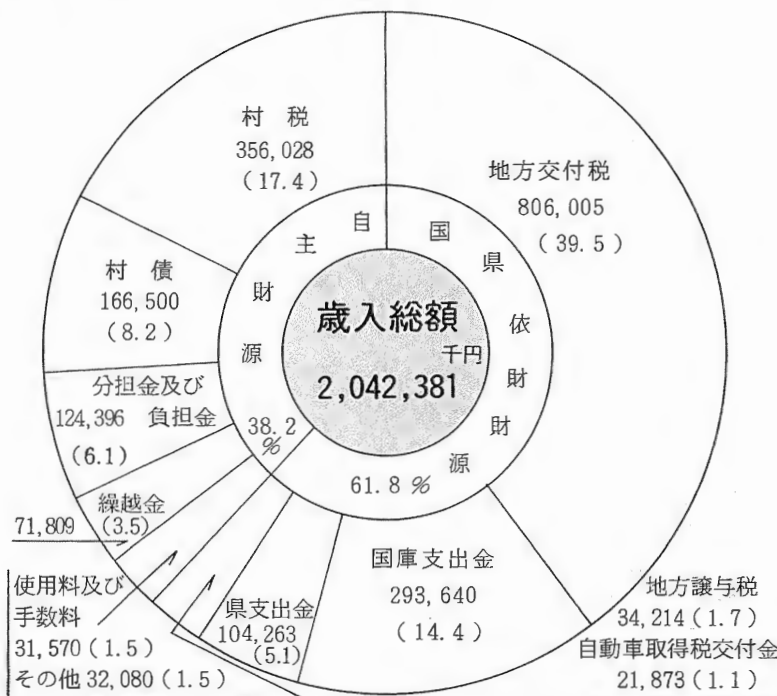 村税
356,028
(17.4)
地方交付税
806,005
(39.5)
村債
166,500
(8.2)
自主財源
38.2
%
国県依財財源
61.8%
歳入総額
千円
2,042,381
分担金及び
124,396 負担金
(6.1)
繰越金
71,809 (3.5)
使用料及び
手数料
31,570(1.5)
その他 32,080(1.5)
県支出金
104,263
(5.1)
国庫支出金
293,640
(14.4)
地方譲与税
34,214(1.7)
自動車取得税交付金
21,873(1.1)